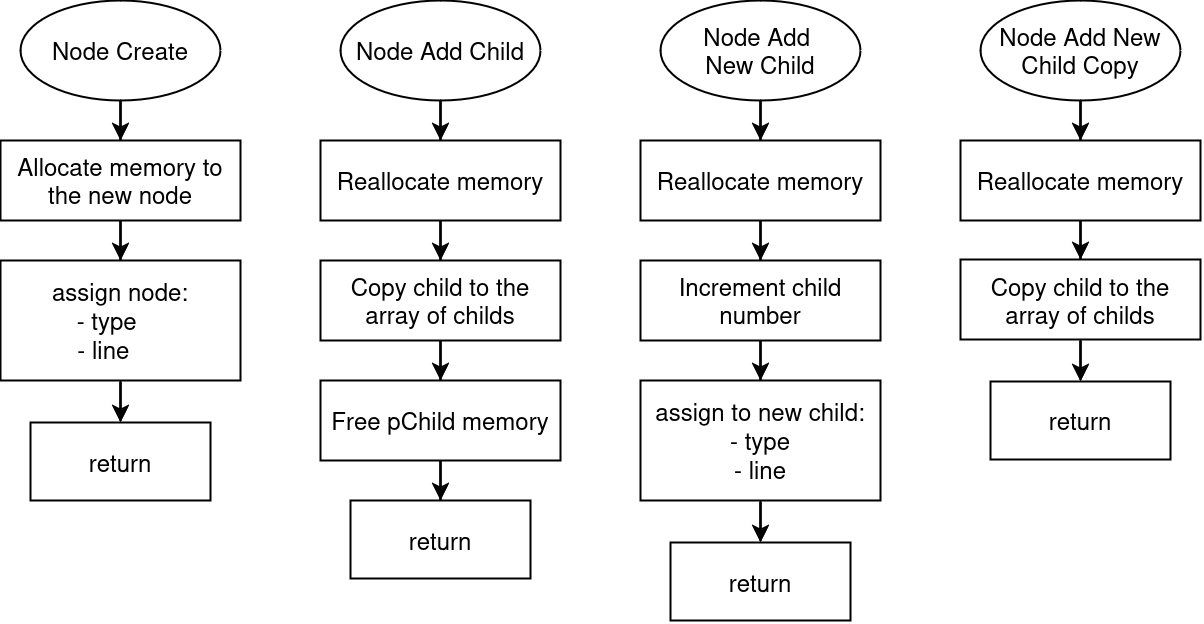 Node Create
Allocate memory to
the new node
assign node:
- type
- line
return
Node Add Child
Reallocate memory
Copy child to the
array of childs
Free pChild memory
return
Node Add
New Child
Reallocate memory
Increment child
number
assign to new child:
- type
- line
return
Node Add New
Child Copy
Reallocate memory
Copy child to the
array of childs
return